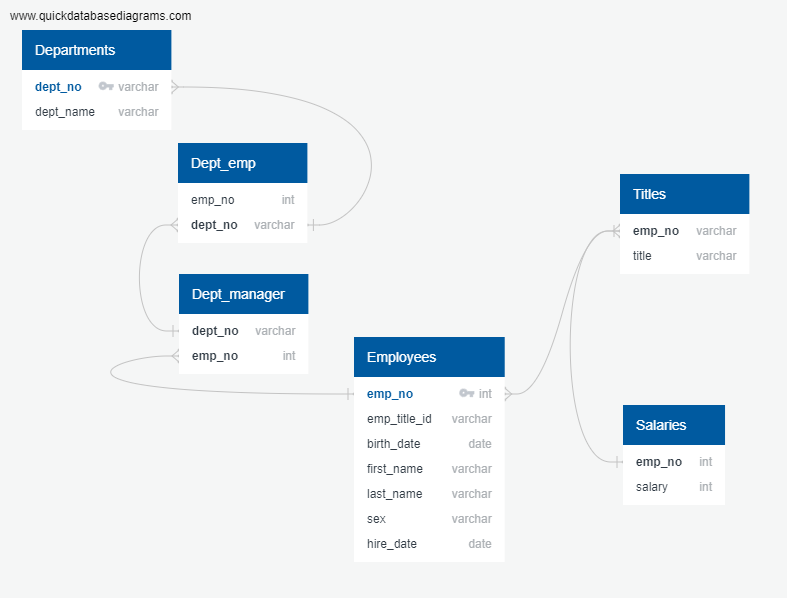 www.quickdatabasediagrams.com
Departments
dept_no varchar
dept_name varchar
Dept_emp
emp_no int
dept_no varchar
Dept_manager
dept_no varchar
emp_no int
Employees
emp_no int
emp_title_id varchar
birth_date date
first_name varchar
last_name varchar
sex varchar
hire_date date
Titles
emp_no varchar
title varchar
Salaries
emp_no int
salary int